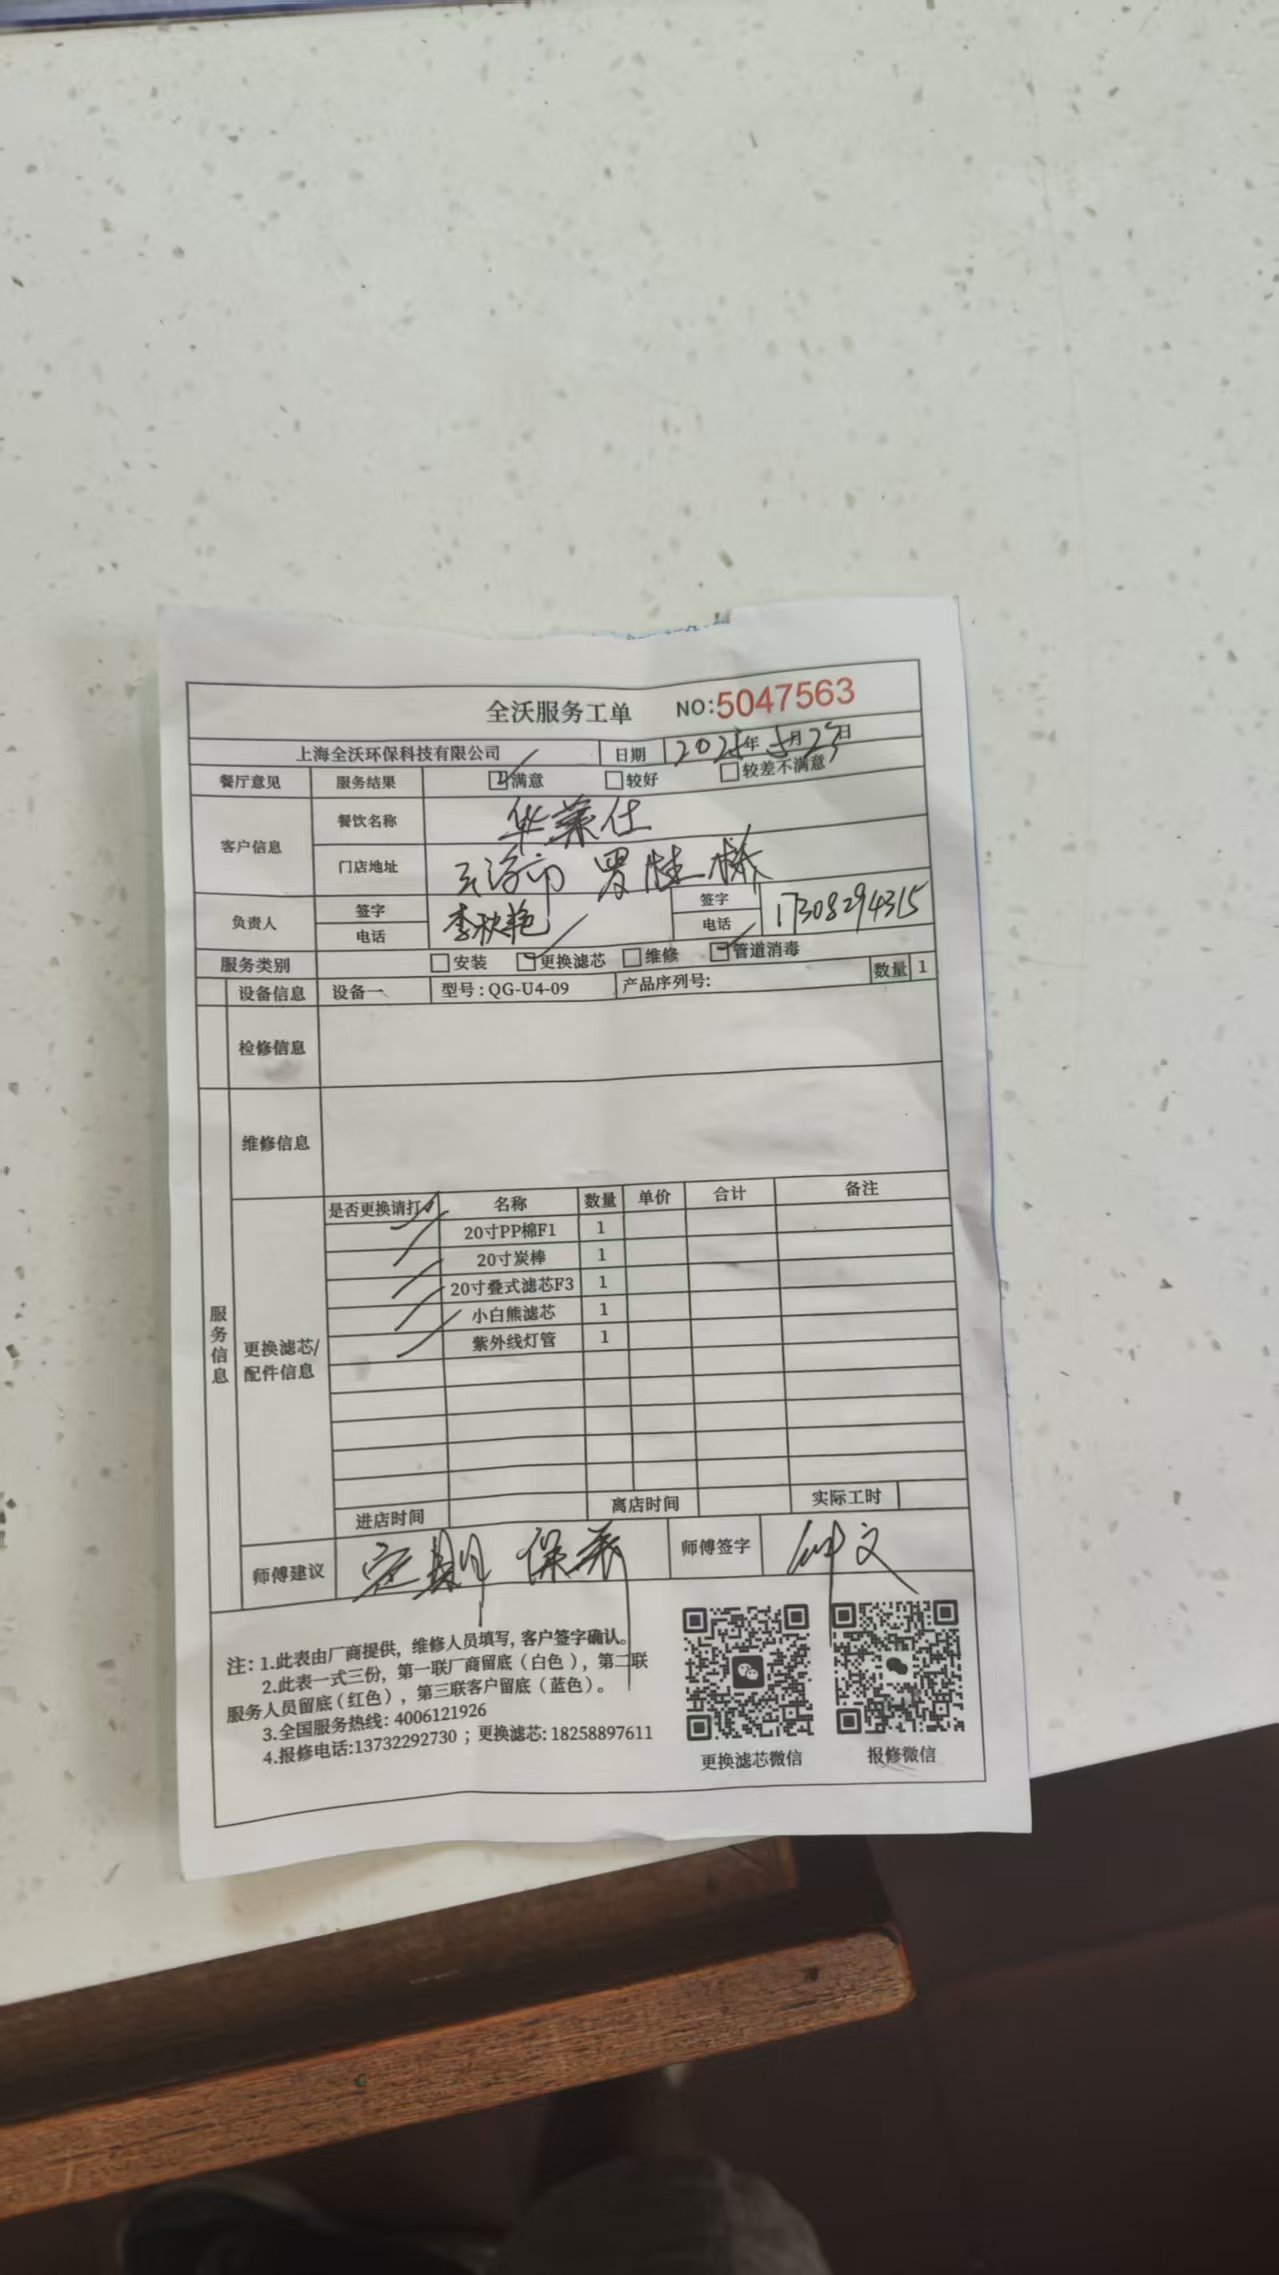 全沃服务工单 NO:5047563
上海全沃环保科技有限公司 日期 2025年5月27日
餐厅意见 服务结果 满意 较好 较差不满意
客户信息 餐饮名称 华莱仕
门店地址 云浮市 罗桂桥
负责人 签字 李秋艳 签字
电话 电话 17308294315
服务类别 安装 更换滤芯 维修 管道消毒
设备信息 设备一 型号:QG-U4-09 产品序列号: 数量 1
检修信息
维修信息
服务信息
更换滤芯/配件信息
是否更换请打✓ 名称 数量 单价 合计 备注
20寸PP棉F1 1
20寸炭棒 1
20寸叠式滤芯F3 1
小白熊滤芯 1
紫外线灯管 1
进店时间 离店时间 实际工时
师傅建议 定期 保养 师傅签字
注: 1.此表由厂商提供, 维修人员填写, 客户签字确认。
2.此表一式三份, 第一联厂商留底(白色), 第二联
服务人员留底(红色), 第三联客户留底(蓝色)。
3.全国服务热线: 4006121926
4.报修电话:13732292730 ; 更换滤芯: 18258897611
更换滤芯微信 报修微信